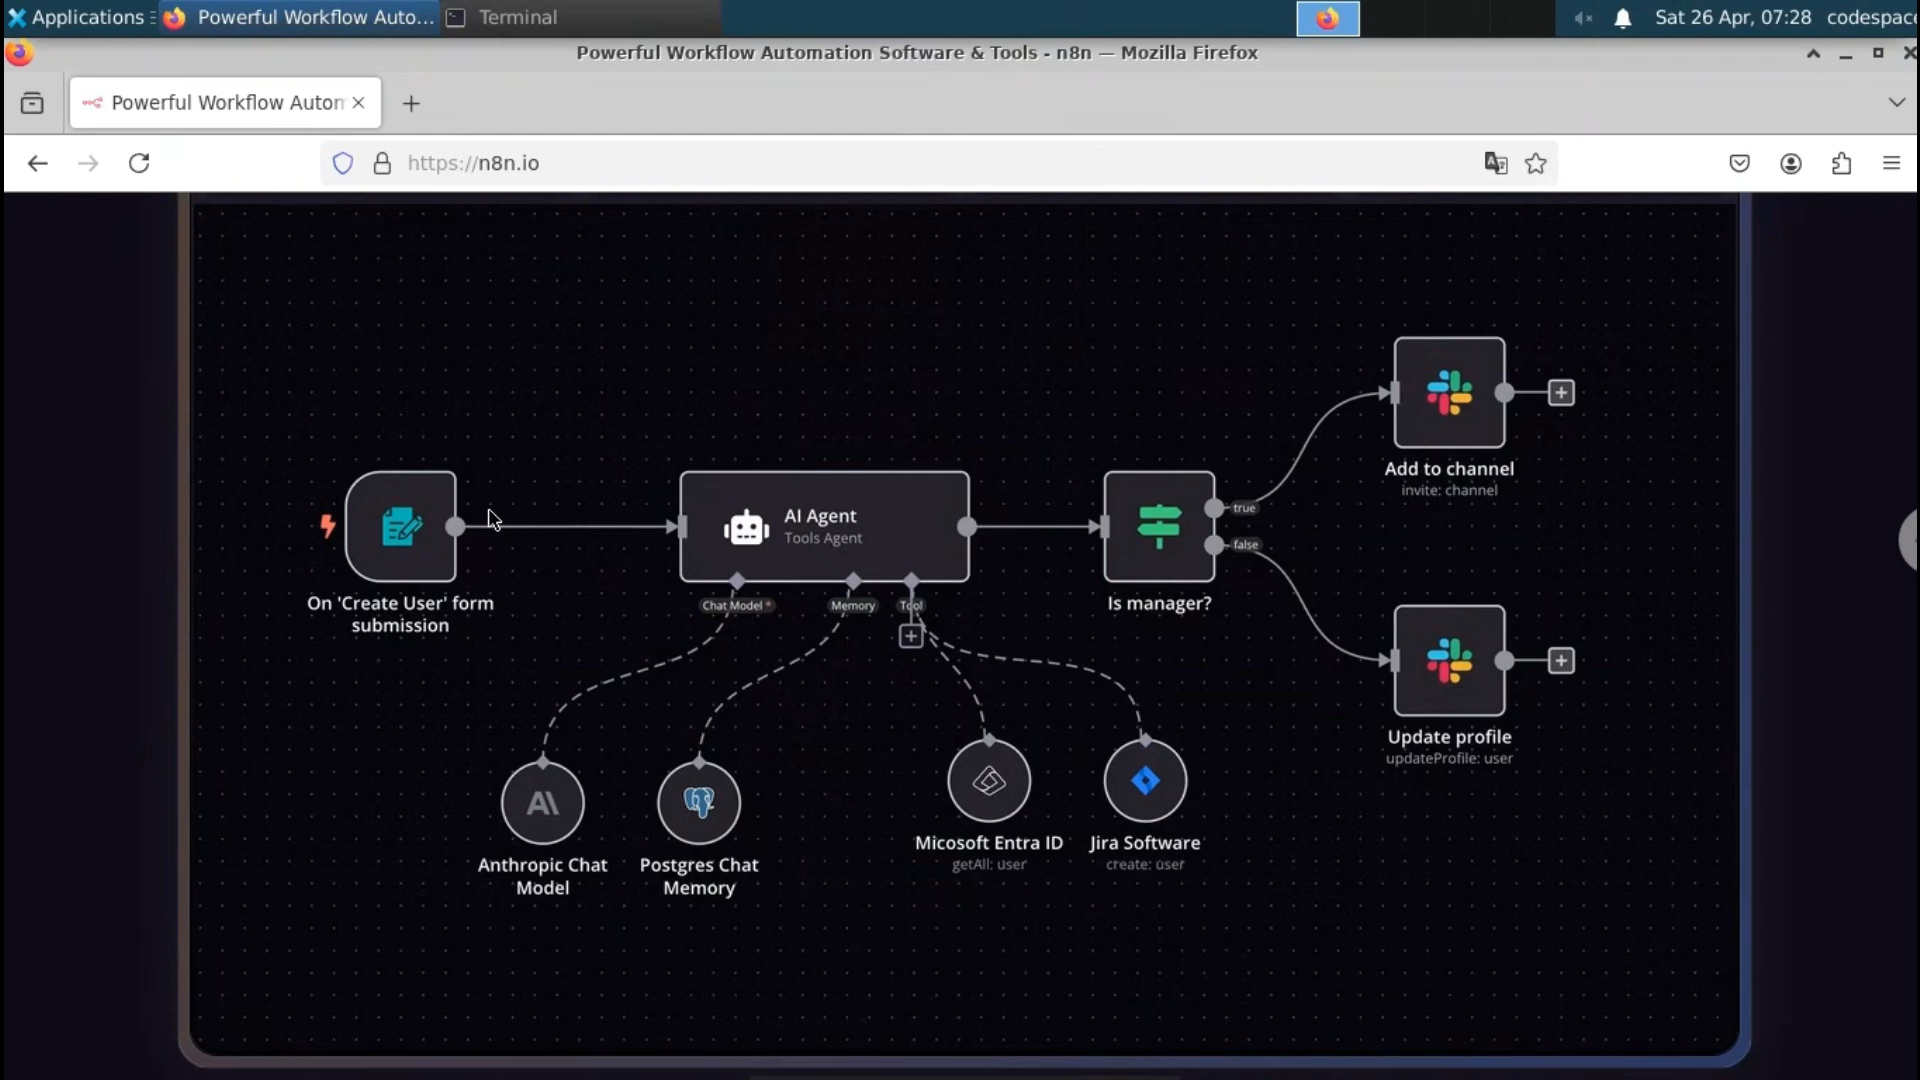 Applications
Powerful Workflow Auto...
Terminal
Sat 26 Apr, 07:28
codespace
Powerful Workflow Automation Software & Tools - n8n — Mozilla Firefox
Powerful Workflow Autom
https://n8n.io
On 'Create User' form
submission
AI Agent
Tools Agent
Chat Model *
Memory
Tool
Is manager?
true
false
Add to channel
invite: channel
Update profile
updateProfile: user
Anthropic Chat
Model
Postgres Chat
Memory
Micosoft Entra ID
getAll: user
Jira Software
create: user